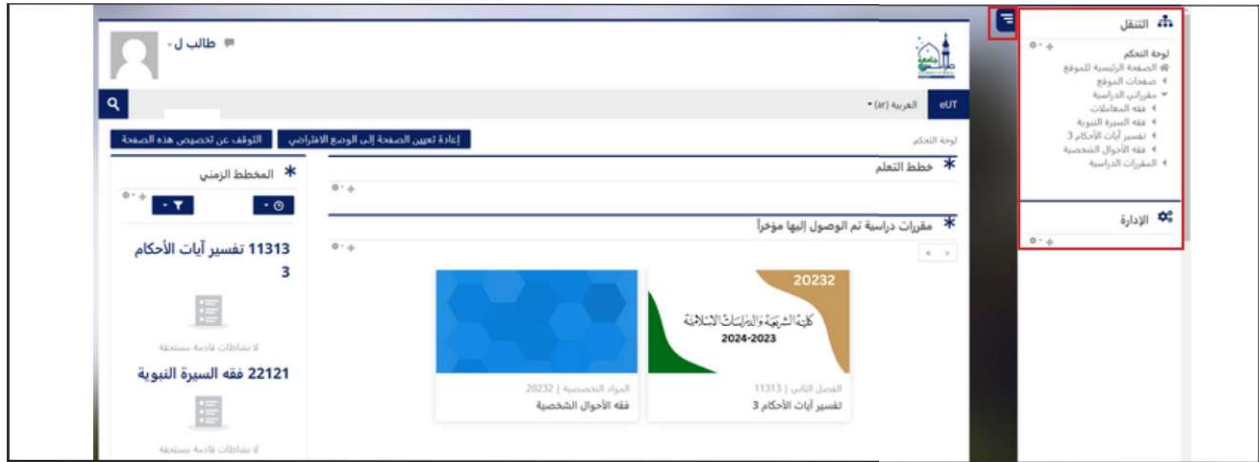 التنقل
لوحة التحكم
الصفحة الرئيسية للموقع
صفحات الموقع
مقرراتي الدراسية
فقه المعاملات
فقه السيرة النبوية
تفسير آيات الأحكام 3
فقه الأحوال الشخصية
المقررات الدراسية
الإدارة
طالب ل
eUT
العربية ‎(ar)‎
لوحة التحكم
إعادة تعيين الصفحة إلى الوضع الافتراضي
التوقف عن تخصيص هذه الصفحة
خطط التعلم
مقررات دراسية تم الوصول إليها مؤخراً
20232
كلية الشريعة والدراسات الإسلامية
2024-2023
الفصل الثاني | 11313
تفسير آيات الأحكام 3
المواد التخصصية | 20232
فقه الأحوال الشخصية
المخطط الزمني
11313 تفسير آيات الأحكام
3
لا نشاطات قادمة مستحقة
22121 فقه السيرة النبوية
لا نشاطات قادمة مستحقة